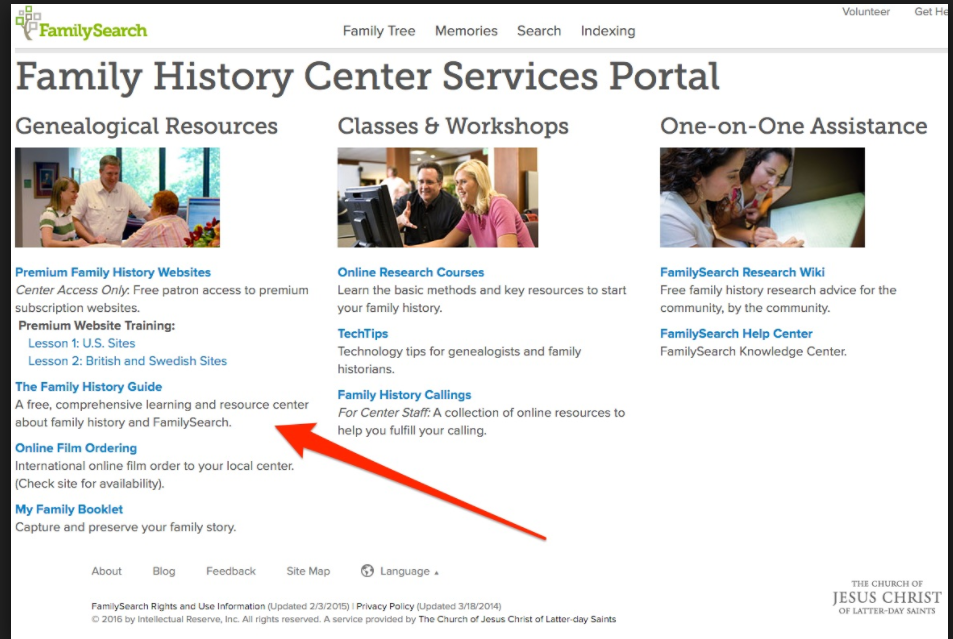 Volunteer Get He
FamilySearch
Family Tree Memories Search Indexing
Family History Center Services Portal
Genealogical Resources
Premium Family History Websites
Center Access Only: Free patron access to premium
subscription websites.
Premium Website Training:
Lesson 1: U.S. Sites
Lesson 2: British and Swedish Sites
The Family History Guide
A free, comprehensive learning and resource center
about family history and FamilySearch.
Online Film Ordering
International online film order to your local center.
(Check site for availability).
My Family Booklet
Capture and preserve your family story.
Classes & Workshops
Online Research Courses
Learn the basic methods and key resources to start
your family history.
TechTips
Technology tips for genealogists and family
historians.
Family History Callings
For Center Staff: A collection of online resources to
help you fulfill your calling.
One-on-One Assistance
FamilySearch Research Wiki
Free family history research advice for the
community, by the community.
FamilySearch Help Center
FamilySearch Knowledge Center.
About Blog Feedback Site Map Language
FamilySearch Rights and Use Information (Updated 2/3/2015) | Privacy Policy (Updated 3/18/2014)
© 2016 by Intellectual Reserve, Inc. All rights reserved. A service provided by The Church of Jesus Christ of Latter-day Saints
THE CHURCH OF
JESUS CHRIST
OF LATTER-DAY SAINTS